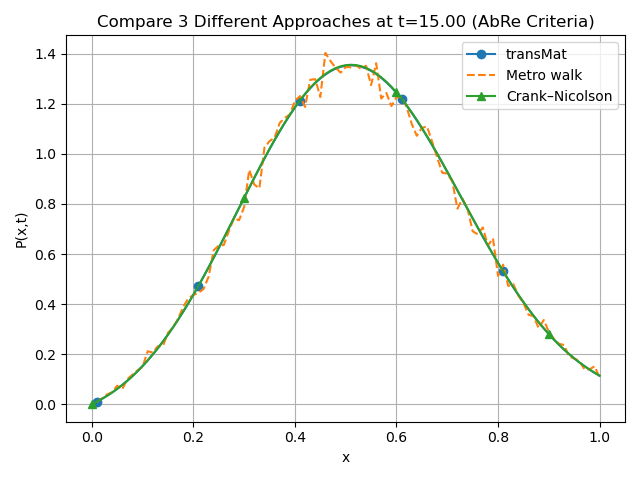 Compare 3 Different Approaches at t=15.00 (AbRe Criteria)
transMat
Metro walk
Crank–Nicolson
P(x,t)
1.4
1.2
1.0
0.8
0.6
0.4
0.2
0.0
0.0 0.2 0.4 0.6 0.8 1.0
x